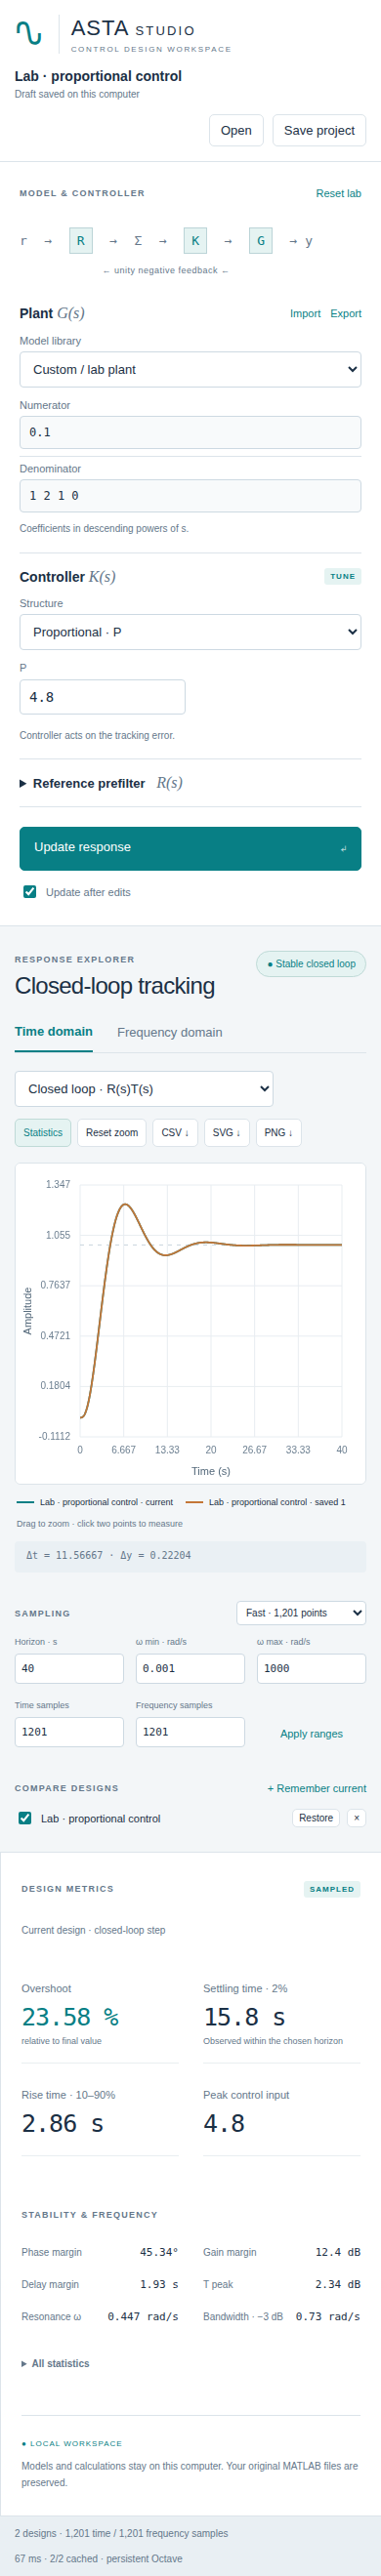 ASTA STUDIO
CONTROL DESIGN WORKSPACE
Lab · proportional control
Draft saved on this computer
Open Save project
MODEL & CONTROLLER Reset lab
r → R → Σ → K → G → y
← unity negative feedback ←
Plant G(s) Import Export
Model library
Custom / lab plant
Numerator
0.1
Denominator
1 2 1 0
Coefficients in descending powers of s.
Controller K(s) TUNE
Structure
Proportional · P
P
4.8
Controller acts on the tracking error.
▶ Reference prefilter R(s)
Update response ↲
Update after edits
RESPONSE EXPLORER
● Stable closed loop
Closed-loop tracking
Time domain Frequency domain
Closed loop · R(s)T(s)
Statistics Reset zoom CSV ↓ SVG ↓ PNG ↓
1.347
1.055
0.7637
0.4721
0.1804
-0.1112
Amplitude
0 6.667 13.33 20 26.67 33.33 40
Time (s)
Lab · proportional control · current Lab · proportional control · saved 1
Drag to zoom · click two points to measure
Δt = 11.56667 · Δy = 0.22204
SAMPLING Fast · 1,201 points
Horizon · s ω min · rad/s ω max · rad/s
40 0.001 1000
Time samples Frequency samples
1201 1201 Apply ranges
COMPARE DESIGNS + Remember current
Lab · proportional control Restore ×
DESIGN METRICS SAMPLED
Current design · closed-loop step
Overshoot Settling time · 2%
23.58 % 15.8 s
relative to final value Observed within the chosen horizon
Rise time · 10–90% Peak control input
2.86 s 4.8
STABILITY & FREQUENCY
Phase margin 45.34° Gain margin 12.4 dB
Delay margin 1.93 s T peak 2.34 dB
Resonance ω 0.447 rad/s Bandwidth · −3 dB 0.73 rad/s
▶ All statistics
● LOCAL WORKSPACE
Models and calculations stay on this computer. Your original MATLAB files are
preserved.
2 designs · 1,201 time / 1,201 frequency samples
67 ms · 2/2 cached · persistent Octave